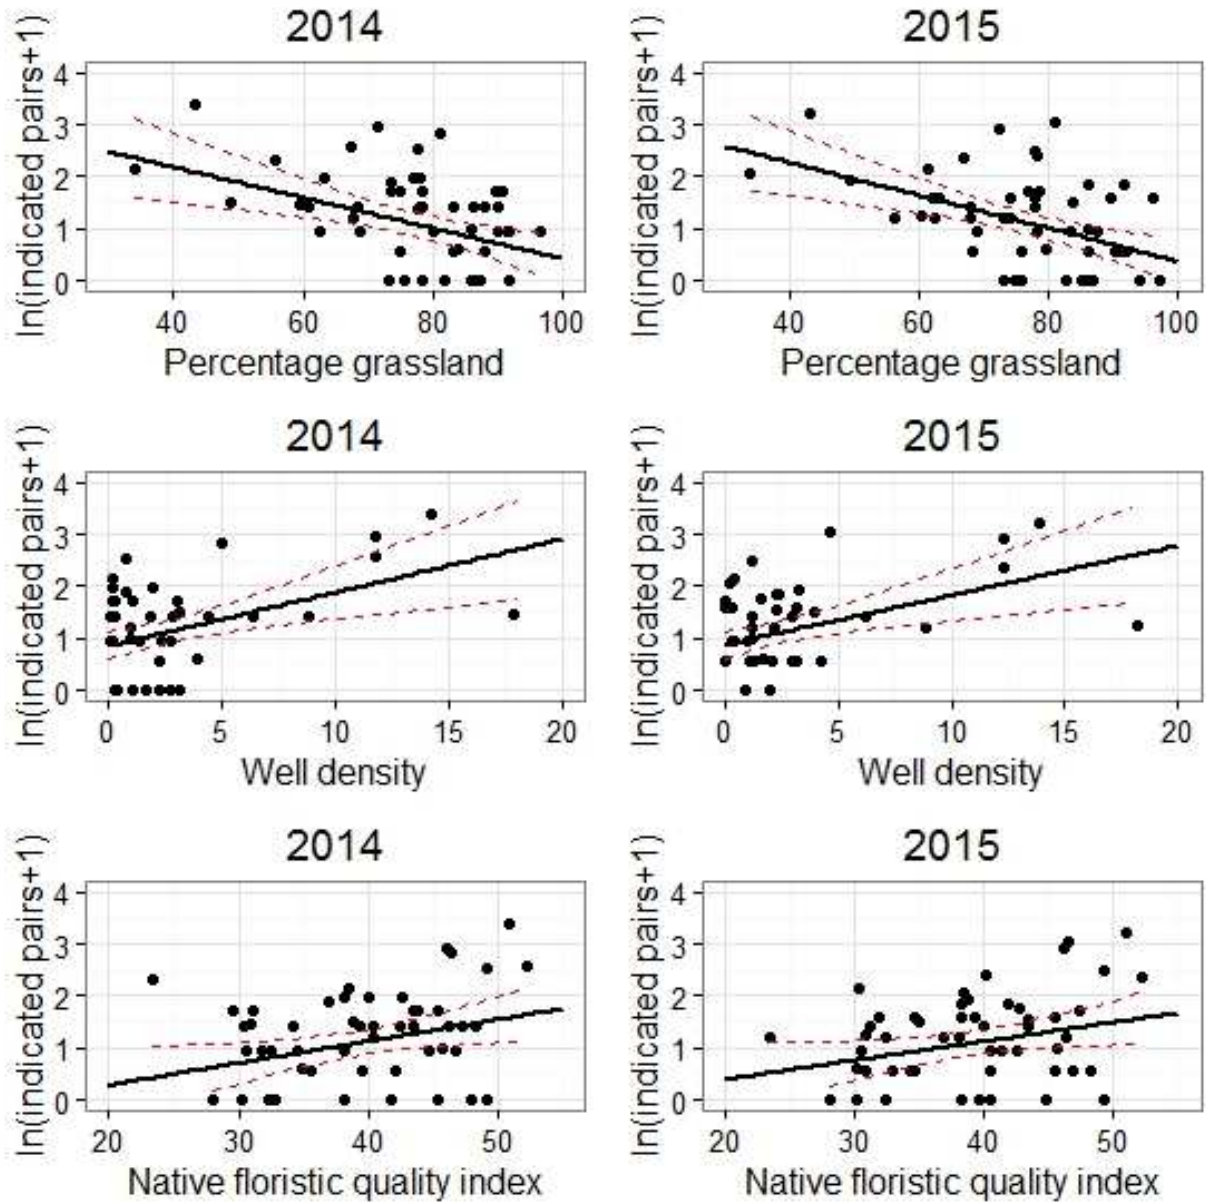 2014 2015
ln(indicated pairs+1)
4
3
2
1
0
40 60 80 100
Percentage grassland
ln(indicated pairs+1)
4
3
2
1
0
40 60 80 100
Percentage grassland
2014 2015
ln(indicated pairs+1)
4
3
2
1
0
0 5 10 15 20
Well density
ln(indicated pairs+1)
4
3
2
1
0
0 5 10 15 20
Well density
2014 2015
ln(indicated pairs+1)
4
3
2
1
0
20 30 40 50
Native floristic quality index
ln(indicated pairs+1)
4
3
2
1
0
20 30 40 50
Native floristic quality index